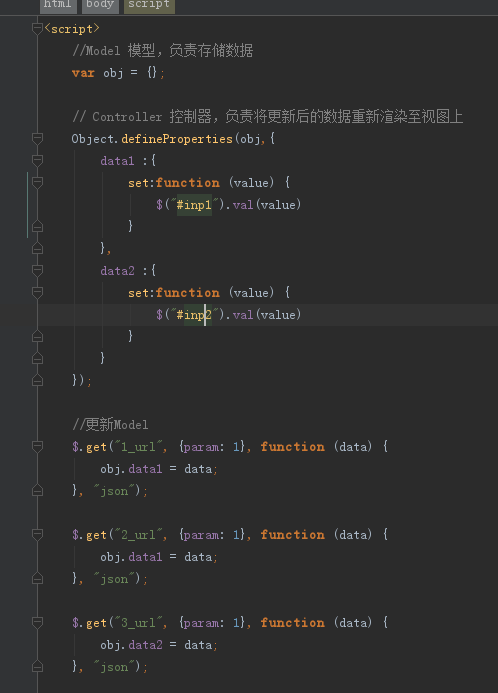 html body script
<script>
//Model 模型，负责存储数据
var obj = {};
// Controller 控制器，负责将更新后的数据重新渲染至视图上
Object.defineProperties(obj,{
data1 :{
set:function (value) {
$("#inp1").val(value)
}
},
data2 :{
set:function (value) {
$("#inp2").val(value)
}
}
});
//更新Model
$.get("1_url", {param: 1}, function (data) {
obj.data1 = data;
}, "json");
$.get("2_url", {param: 1}, function (data) {
obj.data1 = data;
}, "json");
$.get("3_url", {param: 1}, function (data) {
obj.data2 = data;
}, "json");